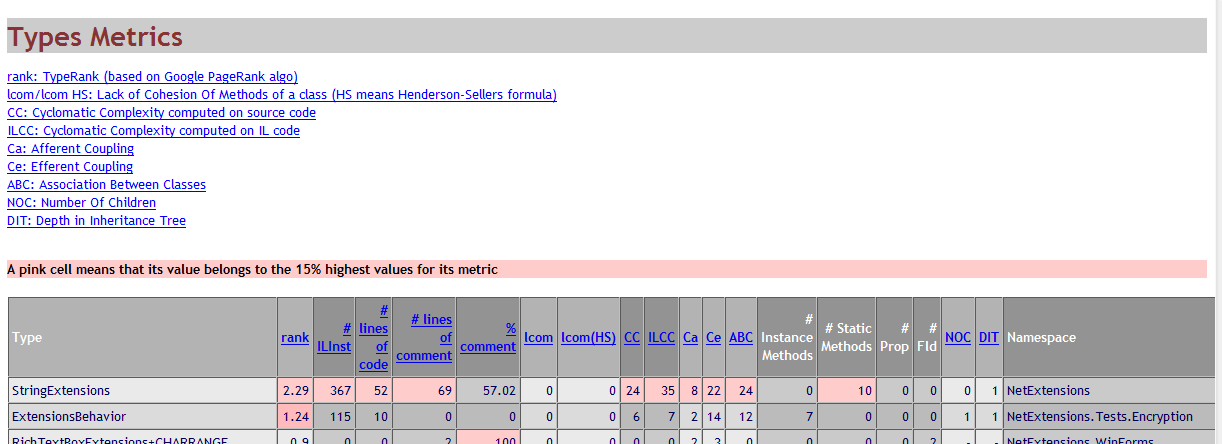 Types Metrics
rank: TypeRank (based on Google PageRank algo)
lcom/lcom HS: Lack of Cohesion Of Methods of a class (HS means Henderson-Sellers formula)
CC: Cyclomatic Complexity computed on source code
ILCC: Cyclomatic Complexity computed on IL code
Ca: Afferent Coupling
Ce: Efferent Coupling
ABC: Association Between Classes
NOC: Number Of Children
DIT: Depth in Inheritance Tree
A pink cell means that its value belongs to the 15% highest values for its metric
Type rank # ILInst # lines of code # lines of comment % comment lcom lcom(HS) CC ILCC Ca Ce ABC # Instance Methods # Static Methods # Prop # Fld NOC DIT Namespace
StringExtensions 2.29 367 52 69 57.02 0 0 24 35 8 22 24 0 10 0 0 0 1 NetExtensions
ExtensionsBehavior 1.24 115 10 0 0 0 0 6 7 2 14 12 7 0 0 0 1 1 NetExtensions.Tests.Encryption
RichTextBoxExtensions+CHARRANGE 0.9 0 0 2 100 0 0 0 0 2 3 0 0 0 0 2 - - NetExtensions.WinForms